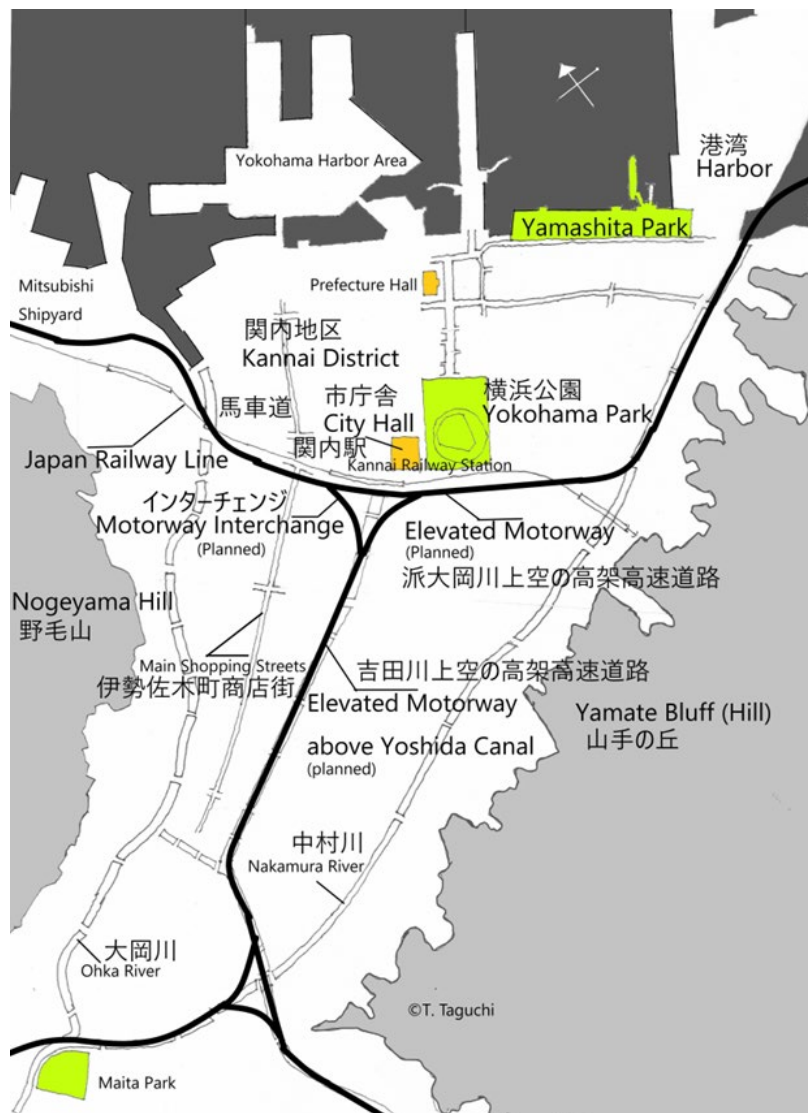 港湾
Harbor
Yokohama Harbor Area
Yamashita Park
Mitsubishi
Shipyard
Prefecture Hall
関内地区
Kannai District
馬車道
市庁舎
City Hall
横浜公園
Yokohama Park
関内駅
Kannai Railway Station
Japan Railway Line
インターチェンジ
Motorway Interchange
(Planned)
Elevated Motorway
(Planned)
派大岡川上空の高架高速道路
Nogeyama Hill
野毛山
Main Shopping Streets
伊勢佐木町商店街
吉田川上空の高架高速道路
Elevated Motorway
above Yoshida Canal
(planned)
Yamate Bluff (Hill)
山手の丘
中村川
Nakamura River
大岡川
Ohka River
©T. Taguchi
Maita Park